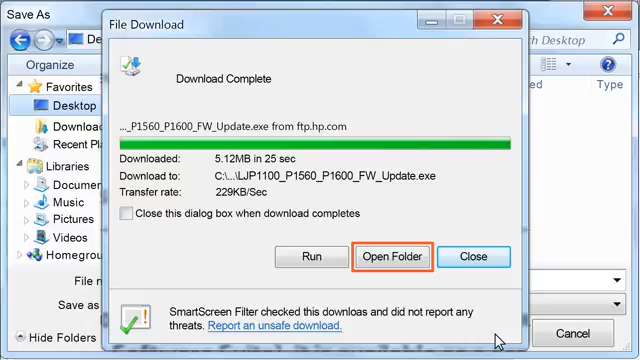 Save As
File Download
De
ch Desktop
Organize
Download Complete
Favorites
Type
Desktop
Download
..._P1560_P1600_FW_Update.exe from ftp.hp.com
Recent Pla
Downloaded: 5.12MB in 25 sec
Libraries
Download to: C:\...\LJP1100_P1560_P1600_FW_Update.exe
Documen
Transfer rate: 229KB/Sec
Music
Close this dialog box when download completes
Pictures
Videos
Homegrou
Run Open Folder Close
File n
Save as
SmartScreen Filter checked this downloas and did not report any
threats. Report an unsafe download.
Hide Folders
Cancel